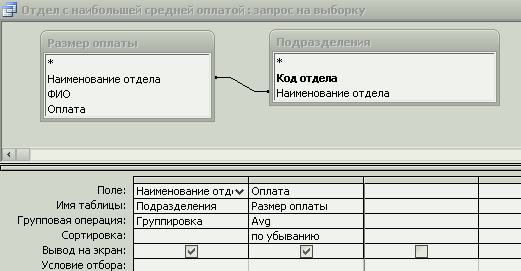 Отдел с наибольшей средней оплатой : запрос на выборку
Размер оплаты
*
Наименование отдела
ФИО
Оплата
Подразделения
*
Код отдела
Наименование отдела
Поле: Наименование отде Оплата
Имя таблицы: Подразделения Размер оплаты
Групповая операция: Группировка Avg
Сортировка: по убыванию
Вывод на экран:
Условие отбора: